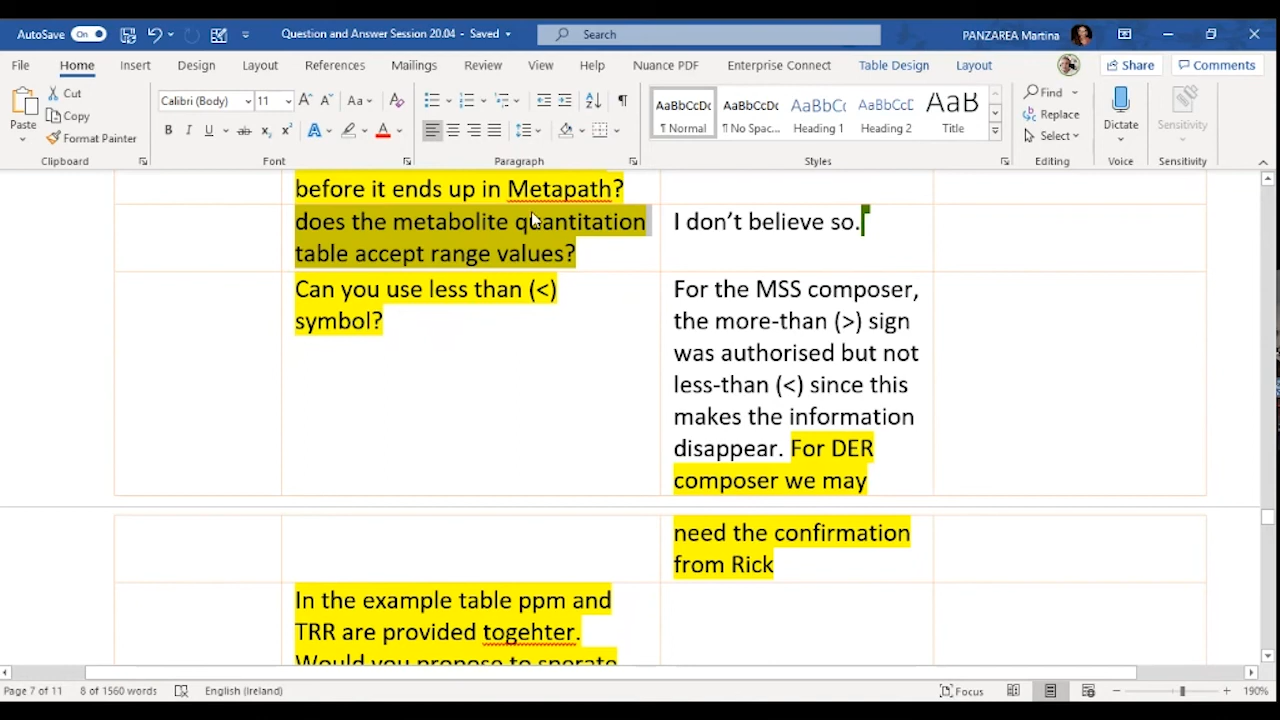 AutoSave On Question and Answer Session 20.04 - Saved Search PANZAREA Martina
File Home Insert Design Layout References Mailings Review View Help Nuance PDF Enterprise Connect Table Design Layout Share Comments
Paste Cut Copy Format Painter Clipboard
Calibri (Body) 11 Font
Paragraph
AaBbCcDc ¶ Normal AaBbCcDc ¶ No Spac... AaBbC( Heading 1 AaBbCcE Heading 2 AaBb( Title Styles
Find Replace Select Editing
Dictate Voice
Sensitivity Sensitivity
before it ends up in Metapath?
does the metabolite quantitation
table accept range values?
I don’t believe so.
Can you use less than (<)
symbol?
For the MSS composer,
the more-than (>) sign
was authorised but not
less-than (<) since this
makes the information
disappear. For DER
composer we may
need the confirmation
from Rick
In the example table ppm and
TRR are provided togehter.
Would you propose to sperate
Page 7 of 11 8 of 1560 words English (Ireland) Focus 190%